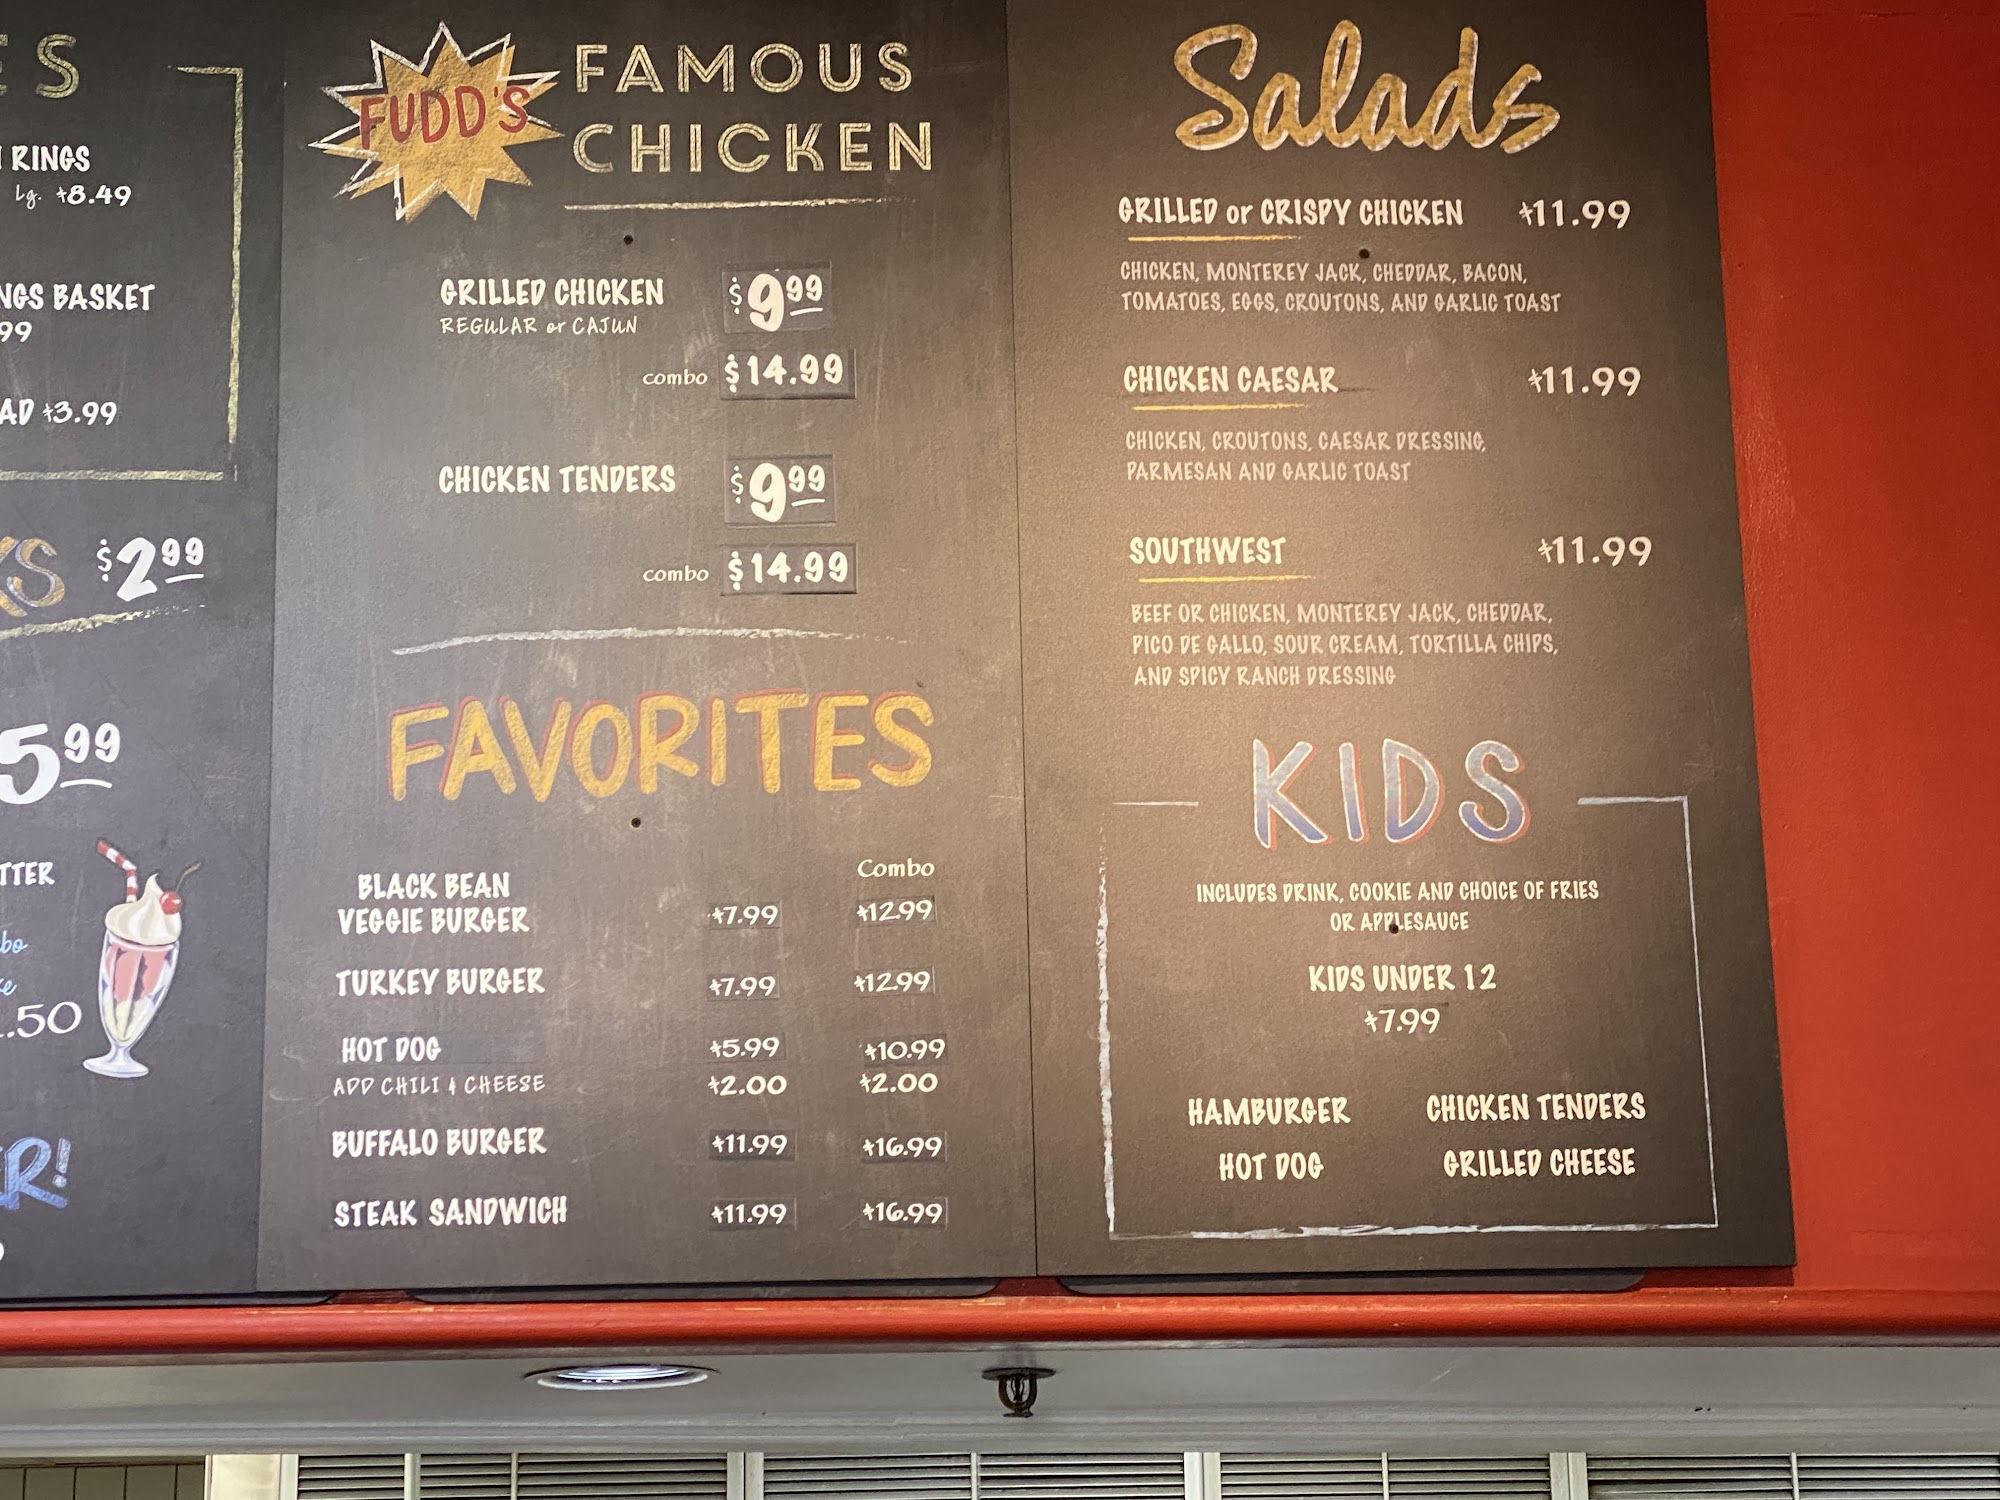 ES
RINGS
Lg. $8.49
NGS BASKET
99
AD $3.99
KS $2.99
5.99
TTER
bo
.50
ER!
FUDD'S
FAMOUS
CHICKEN
GRILLED CHICKEN $9.99
REGULAR or CAJUN
combo $14.99
CHICKEN TENDERS $9.99
combo $14.99
FAVORITES
Combo
BLACK BEAN
VEGGIE BURGER $7.99 $12.99
TURKEY BURGER $7.99 $12.99
HOT DOG $5.99 $10.99
ADD CHILI & CHEESE $2.00 $2.00
BUFFALO BURGER $11.99 $16.99
STEAK SANDWICH $11.99 $16.99
Salads
GRILLED or CRISPY CHICKEN $11.99
CHICKEN, MONTEREY JACK, CHEDDAR, BACON,
TOMATOES, EGGS, CROUTONS, AND GARLIC TOAST
CHICKEN CAESAR $11.99
CHICKEN, CROUTONS, CAESAR DRESSING,
PARMESAN AND GARLIC TOAST
SOUTHWEST $11.99
BEEF OR CHICKEN, MONTEREY JACK, CHEDDAR,
PICO DE GALLO, SOUR CREAM, TORTILLA CHIPS,
AND SPICY RANCH DRESSING
KIDS
INCLUDES DRINK, COOKIE AND CHOICE OF FRIES
OR APPLESAUCE
KIDS UNDER 12
$7.99
HAMBURGER CHICKEN TENDERS
HOT DOG GRILLED CHEESE